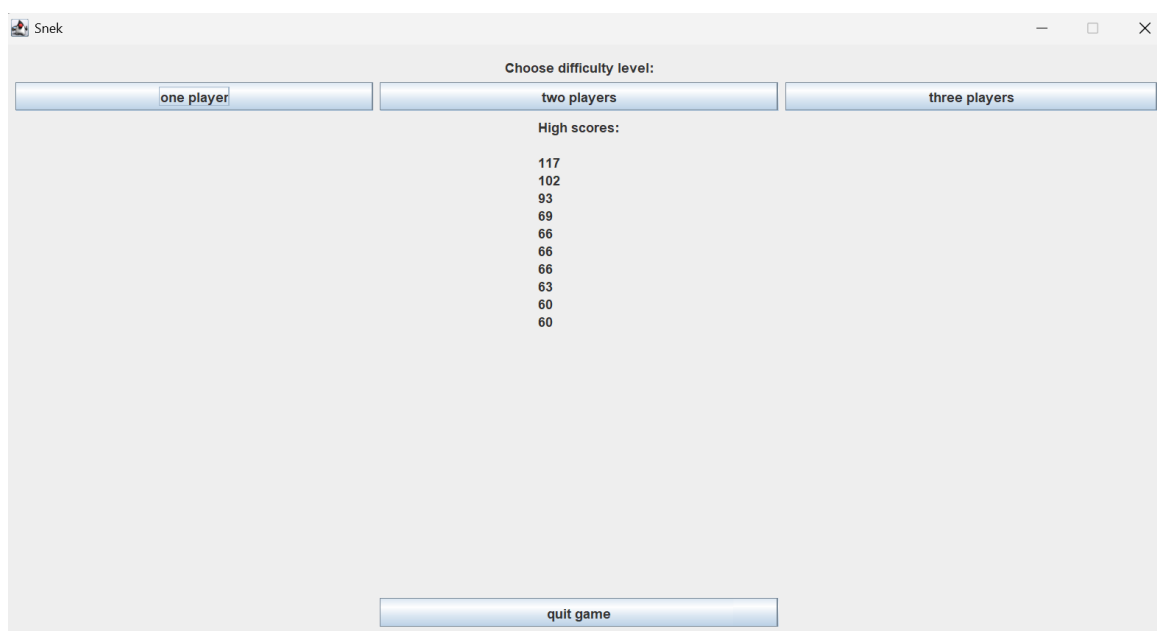 Snek
Choose difficulty level:
one player two players three players
High scores:
117
102
93
69
66
66
66
63
60
60
quit game